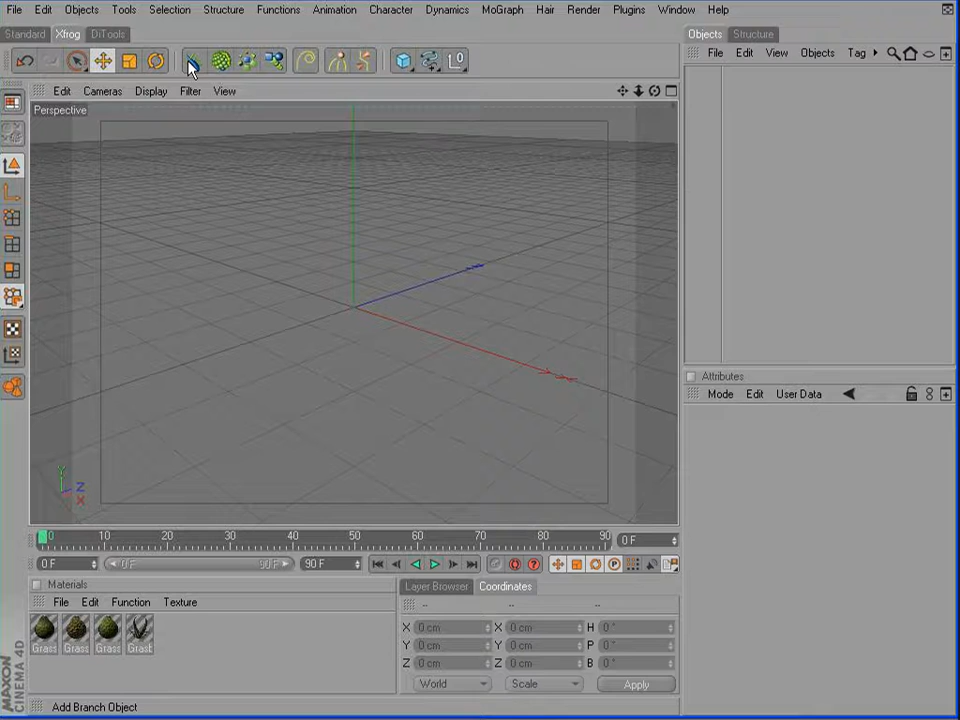 File Edit Objects Tools Selection Structure Functions Animation Character Dynamics MoGraph Hair Render Plugins Window Help
Standard Xfrog DiTools
Objects Structure
File Edit View Objects Tag
Edit Cameras Display Filter View
Perspective
Y Z X
Attributes
Mode Edit User Data
0 10 20 30 40 50 60 70 80 90 0 F
0 F 0 F 90 F 90 F
Materials
File Edit Function Texture
Grass Grass Grass Grast
Layer Browser Coordinates
-- -- --
X 0 cm X 0 cm H 0 °
Y 0 cm Y 0 cm P 0 °
Z 0 cm Z 0 cm B 0 °
World Scale Apply
MAXON
CINEMA 4D
Add Branch Object